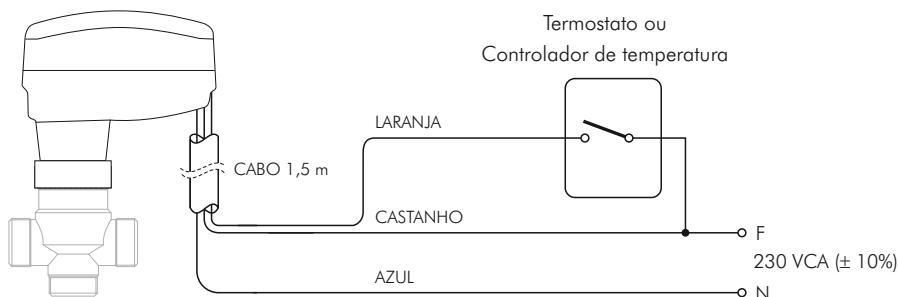 Termostato ou
Controlador de temperatura
LARANJA
CABO 1,5 m
CASTANHO
F
230 VCA (± 10%)
AZUL
N